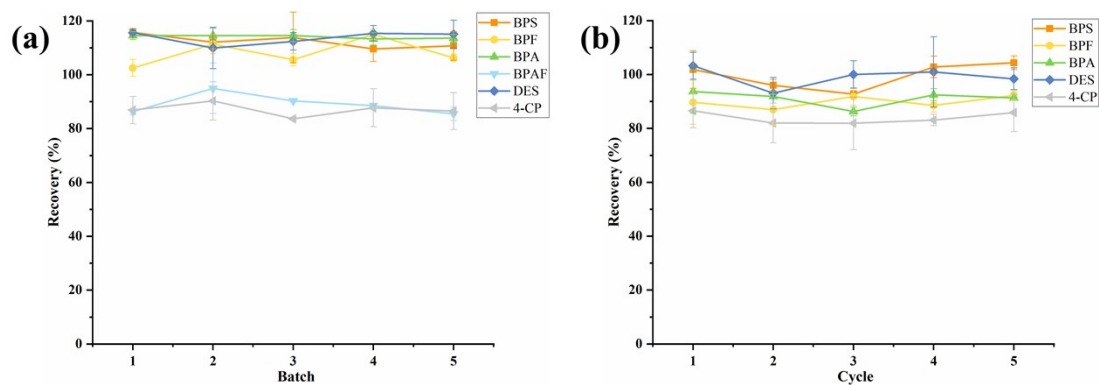 (a)
120
100
80
60
40
20
0
Recovery (%)
1 2 3 4 5
Batch
BPS
BPF
BPA
BPAF
DES
4-CP
(b)
120
100
80
60
40
20
0
Recovery (%)
1 2 3 4 5
Cycle
BPS
BPF
BPA
DES
4-CP